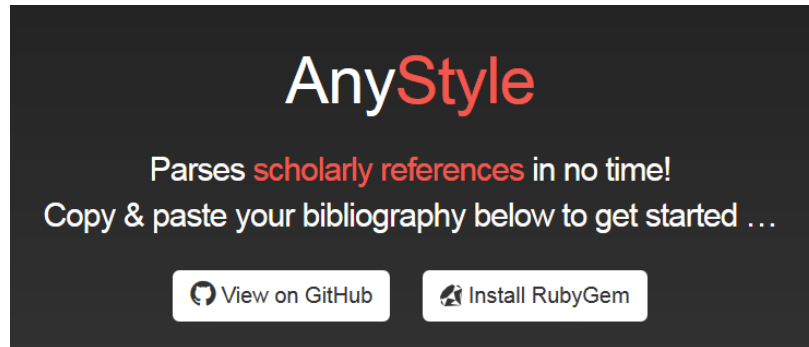 AnyStyle
Parses scholarly references in no time!
Copy & paste your bibliography below to get started …
View on GitHub
Install RubyGem